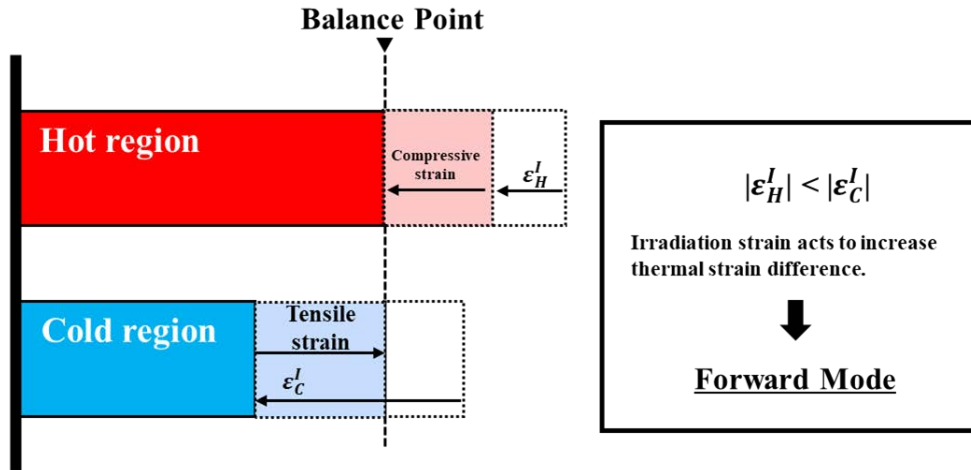 Balance Point
Hot region
Compressive
strain
ε_H^I
Cold region
Tensile
strain
ε_C^I
|ε_H^I| < |ε_C^I|
Irradiation strain acts to increase
thermal strain difference.
Forward Mode